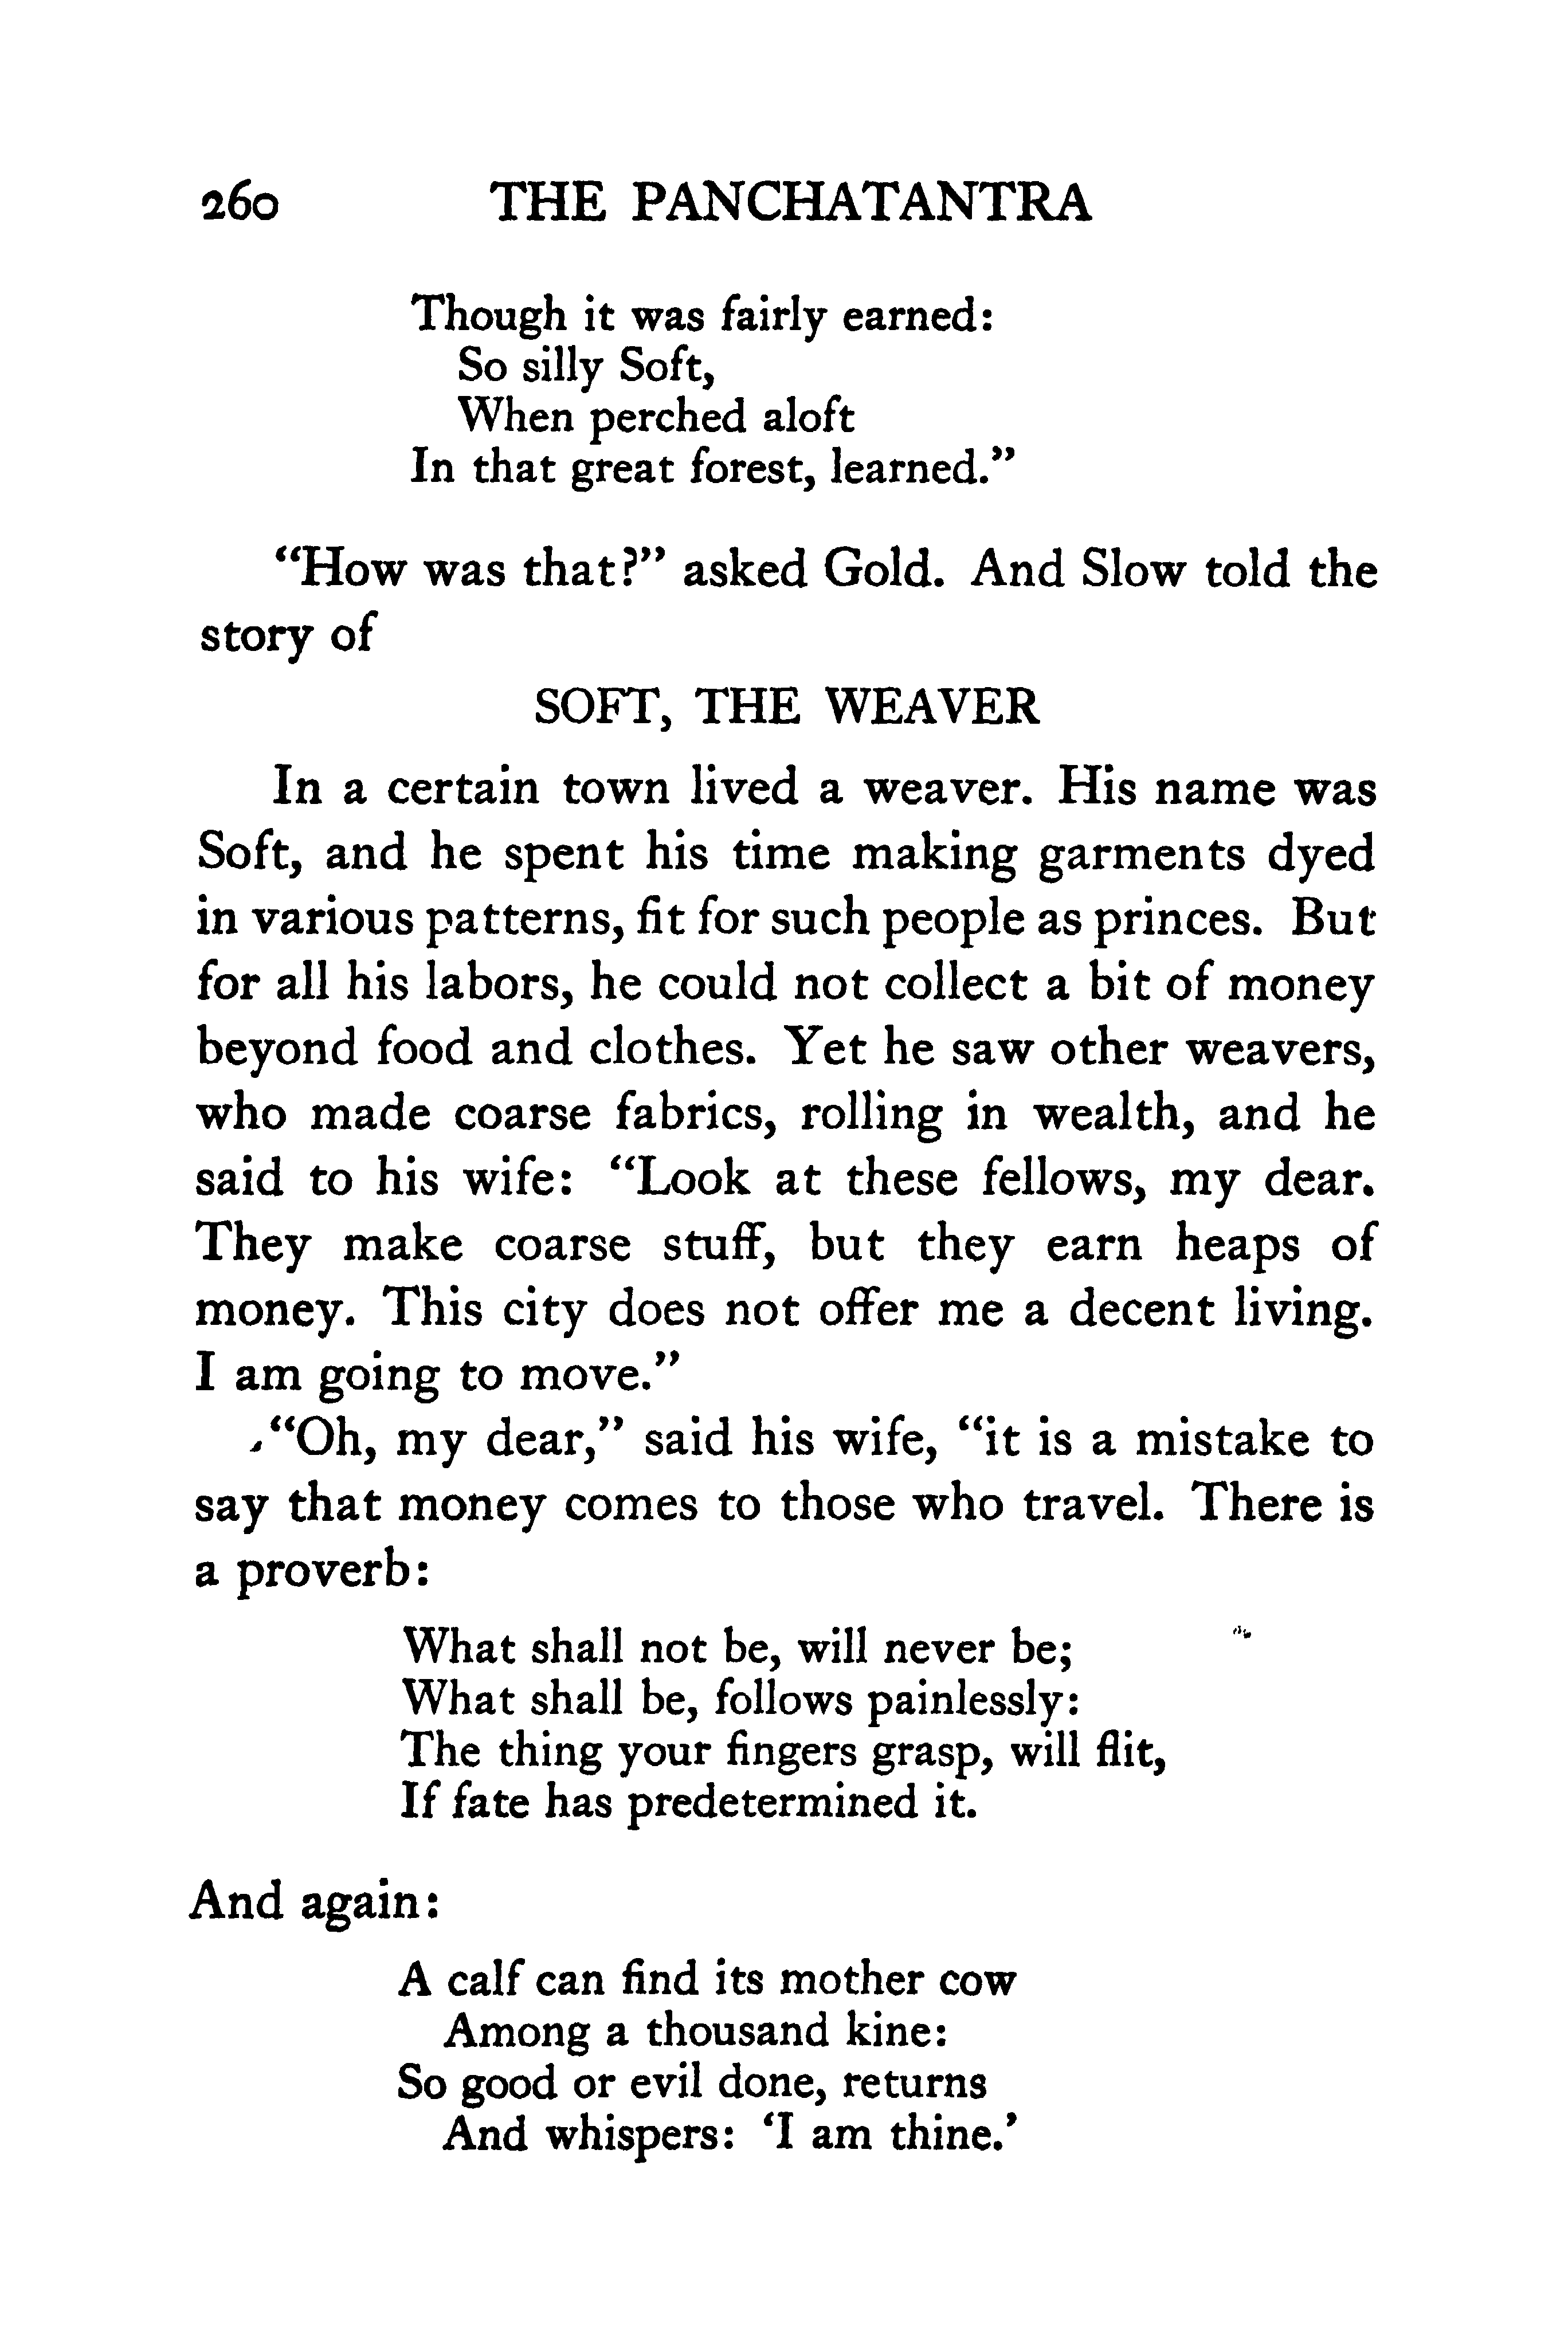 260 THE PANCHATANTRA
Though it was fairly earned:
So silly Soft,
When perched aloft
In that great forest, learned.”
“How was that?” asked Gold. And Slow told the
story of
SOFT, THE WEAVER
In a certain town lived a weaver. His name was
Soft, and he spent his time making garments dyed
in various patterns, fit for such people as princes. But
for all his labors, he could not collect a bit of money
beyond food and clothes. Yet he saw other weavers,
who made coarse fabrics, rolling in wealth, and he
said to his wife: “Look at these fellows, my dear.
They make coarse stuff, but they earn heaps of
money. This city does not offer me a decent living.
I am going to move.”
“Oh, my dear,” said his wife, “it is a mistake to
say that money comes to those who travel. There is
a proverb:
What shall not be, will never be;
What shall be, follows painlessly:
The thing your fingers grasp, will flit,
If fate has predetermined it.
And again:
A calf can find its mother cow
Among a thousand kine:
So good or evil done, returns
And whispers: ‘I am thine.’